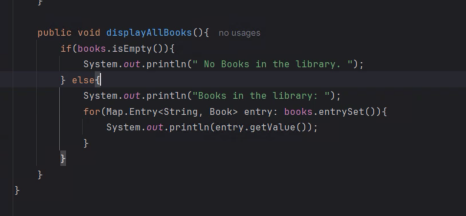 }
public void displayAllBooks(){ no usages
if(books.isEmpty()){
System.out.println(" No Books in the library. ");
} else{
System.out.println("Books in the library: ");
for(Map.Entry<String, Book> entry: books.entrySet()){
System.out.println(entry.getValue());
}
}
}
}